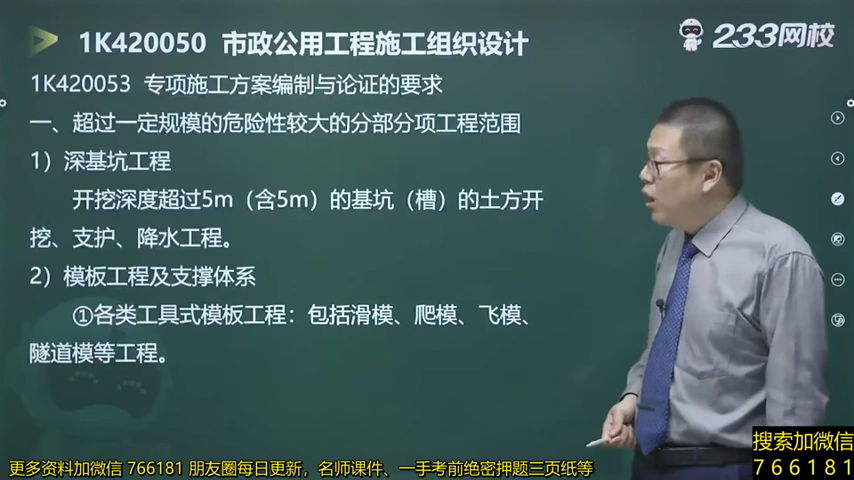 1K420050 市政公用工程施工组织设计
233网校
1K420053 专项施工方案编制与论证的要求
一、超过一定规模的危险性较大的分部分项工程范围
1）深基坑工程
开挖深度超过5m（含5m）的基坑（槽）的土方开
挖、支护、降水工程。
2）模板工程及支撑体系
①各类工具式模板工程：包括滑模、爬模、飞模、
隧道模等工程。
搜索加微信
766181
更多资料加微信 766181 朋友圈每日更新，名师课件、一手考前绝密押题三页纸等